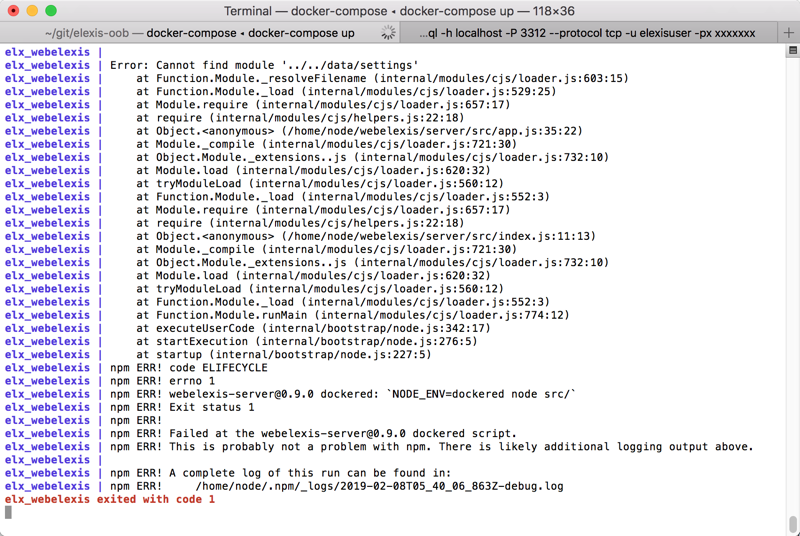 Terminal — docker-compose ◂ docker-compose up — 118×36
~/git/elexis-oob — docker-compose ◂ docker-compose up
...ql -h localhost -P 3312 --protocol tcp -u elexisuser -px xxxxxxx
+
elx_webelexis |
elx_webelexis | Error: Cannot find module '../../data/settings'
elx_webelexis |     at Function.Module._resolveFilename (internal/modules/cjs/loader.js:603:15)
elx_webelexis |     at Function.Module._load (internal/modules/cjs/loader.js:529:25)
elx_webelexis |     at Module.require (internal/modules/cjs/loader.js:657:17)
elx_webelexis |     at require (internal/modules/cjs/helpers.js:22:18)
elx_webelexis |     at Object.<anonymous> (/home/node/webelexis/server/src/app.js:35:22)
elx_webelexis |     at Module._compile (internal/modules/cjs/loader.js:721:30)
elx_webelexis |     at Object.Module._extensions..js (internal/modules/cjs/loader.js:732:10)
elx_webelexis |     at Module.load (internal/modules/cjs/loader.js:620:32)
elx_webelexis |     at tryModuleLoad (internal/modules/cjs/loader.js:560:12)
elx_webelexis |     at Function.Module._load (internal/modules/cjs/loader.js:552:3)
elx_webelexis |     at Module.require (internal/modules/cjs/loader.js:657:17)
elx_webelexis |     at require (internal/modules/cjs/helpers.js:22:18)
elx_webelexis |     at Object.<anonymous> (/home/node/webelexis/server/src/index.js:11:13)
elx_webelexis |     at Module._compile (internal/modules/cjs/loader.js:721:30)
elx_webelexis |     at Object.Module._extensions..js (internal/modules/cjs/loader.js:732:10)
elx_webelexis |     at Module.load (internal/modules/cjs/loader.js:620:32)
elx_webelexis |     at tryModuleLoad (internal/modules/cjs/loader.js:560:12)
elx_webelexis |     at Function.Module._load (internal/modules/cjs/loader.js:552:3)
elx_webelexis |     at Function.Module.runMain (internal/modules/cjs/loader.js:774:12)
elx_webelexis |     at executeUserCode (internal/bootstrap/node.js:342:17)
elx_webelexis |     at startExecution (internal/bootstrap/node.js:276:5)
elx_webelexis |     at startup (internal/bootstrap/node.js:227:5)
elx_webelexis | npm ERR! code ELIFECYCLE
elx_webelexis | npm ERR! errno 1
elx_webelexis | npm ERR! webelexis-server@0.9.0 dockered: `NODE_ENV=dockered node src/`
elx_webelexis | npm ERR! Exit status 1
elx_webelexis | npm ERR!
elx_webelexis | npm ERR! Failed at the webelexis-server@0.9.0 dockered script.
elx_webelexis | npm ERR! This is probably not a problem with npm. There is likely additional logging output above.
elx_webelexis |
elx_webelexis | npm ERR! A complete log of this run can be found in:
elx_webelexis | npm ERR!     /home/node/.npm/_logs/2019-02-08T05_40_06_863Z-debug.log
elx_webelexis exited with code 1